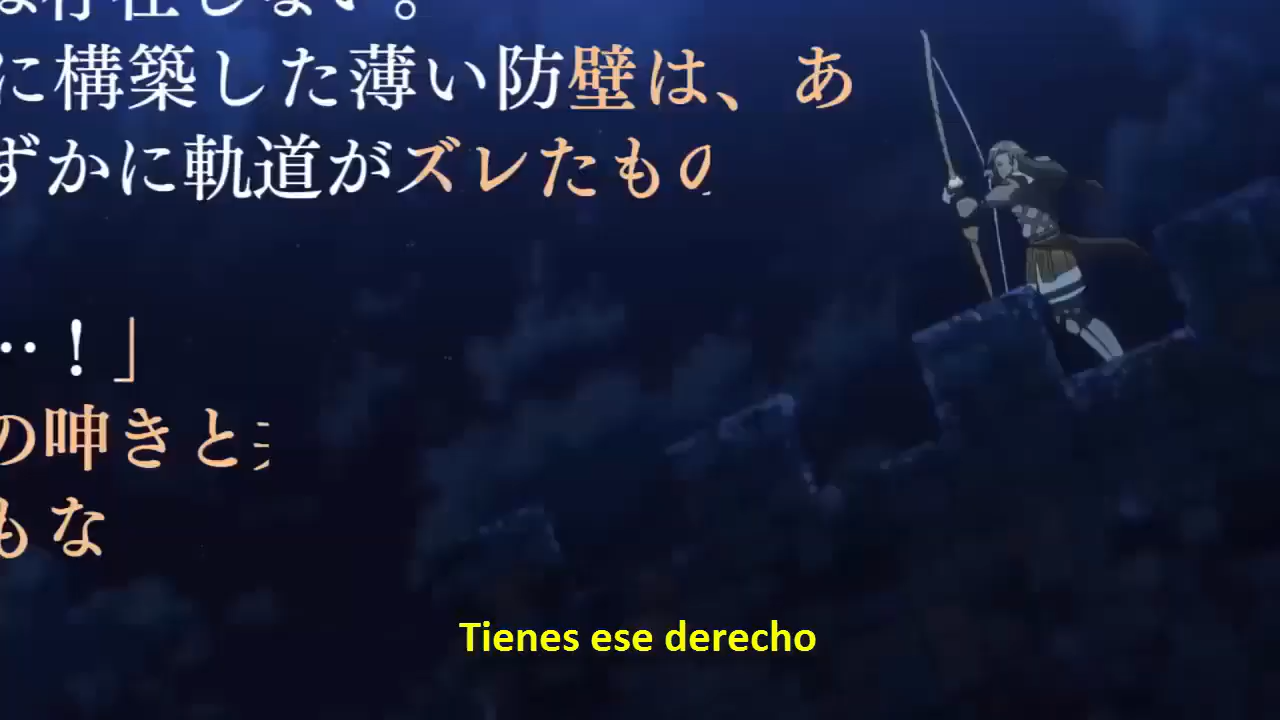 は存在しない。
に構築した薄い防壁は、あ
ずかに軌道がズレたもの
…！」
の呻きと
もな
Tienes ese derecho